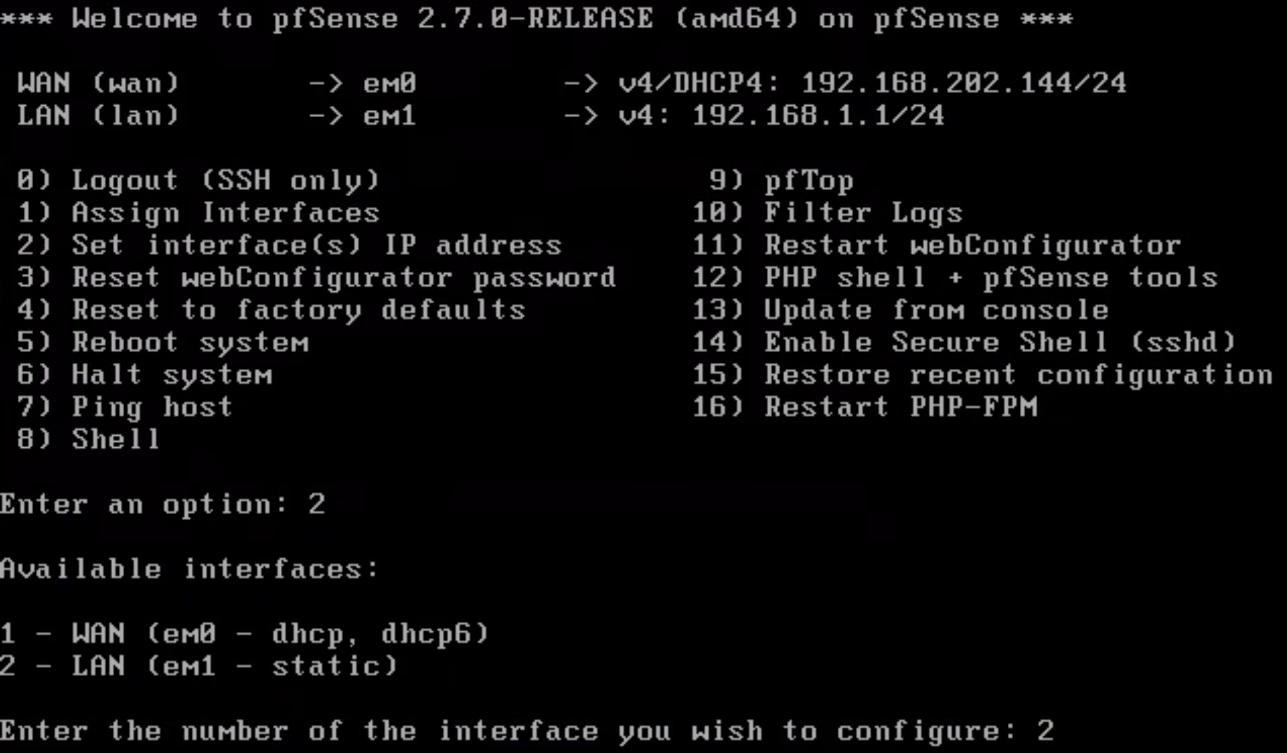 *** Welcome to pfSense 2.7.0-RELEASE (amd64) on pfSense ***
WAN (wan) -> em0 -> v4/DHCP4: 192.168.202.144/24
LAN (lan) -> em1 -> v4: 192.168.1.1/24
0) Logout (SSH only) 9) pfTop
1) Assign Interfaces 10) Filter Logs
2) Set interface(s) IP address 11) Restart webConfigurator
3) Reset webConfigurator password 12) PHP shell + pfSense tools
4) Reset to factory defaults 13) Update from console
5) Reboot system 14) Enable Secure Shell (sshd)
6) Halt system 15) Restore recent configuration
7) Ping host 16) Restart PHP-FPM
8) Shell
Enter an option: 2
Available interfaces:
1 - WAN (em0 - dhcp, dhcp6)
2 - LAN (em1 - static)
Enter the number of the interface you wish to configure: 2